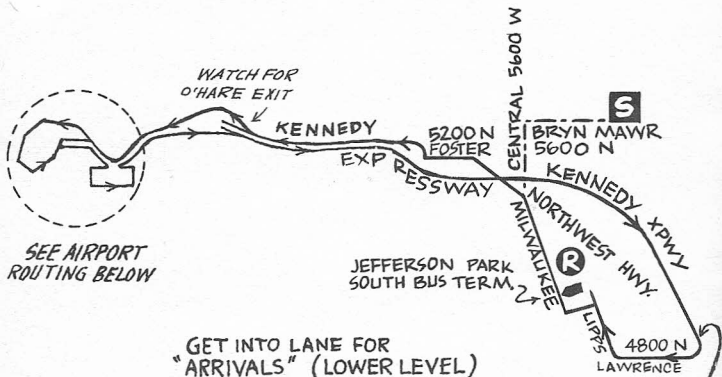 WATCH FOR
O'HARE EXIT
KENNEDY
EXPRESSWAY
5200 N
FOSTER
CENTRAL 5600 W
S
BRYN MAWR
5600 N
KENNEDY XPWY
NORTHWEST HWY.
MILWAUKEE
R
SEE AIRPORT
ROUTING BELOW
JEFFERSON PARK
SOUTH BUS TERM.
LIPPS
4800 N
LAWRENCE
GET INTO LANE FOR
"ARRIVALS" (LOWER LEVEL)